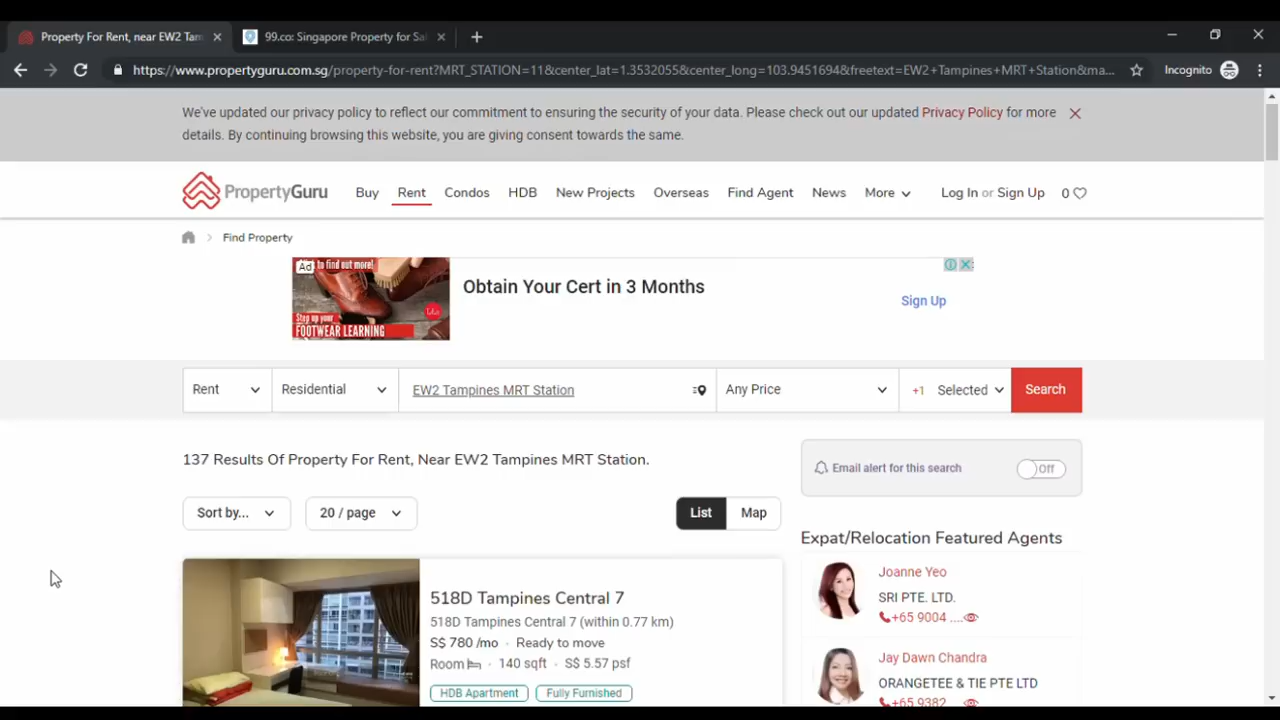 Property For Rent, near EW2 Tam
99.co: Singapore Property for Sal
https://www.propertyguru.com.sg/property-for-rent?MRT_STATION=11&center_lat=1.3532055&center_long=103.9451694&freetext=EW2+Tampines+MRT+Station&ma...
Incognito
We've updated our privacy policy to reflect our commitment to ensuring the security of your data. Please check out our updated Privacy Policy for more
details. By continuing browsing this website, you are giving consent towards the same.
PropertyGuru
Buy Rent Condos HDB New Projects Overseas Find Agent News More Log In or Sign Up 0
Find Property
Ad
to find out more!
Step up your
FOOTWEAR LEARNING
Obtain Your Cert in 3 Months
Sign Up
Rent Residential EW2 Tampines MRT Station Any Price +1 Selected Search
137 Results Of Property For Rent, Near EW2 Tampines MRT Station.
Email alert for this search Off
Sort by... 20 / page List Map
Expat/Relocation Featured Agents
518D Tampines Central 7
518D Tampines Central 7 (within 0.77 km)
S$ 780 /mo · Ready to move
Room · 140 sqft · S$ 5.57 psf
HDB Apartment Fully Furnished
Joanne Yeo
SRI PTE. LTD.
+65 9004 ....
Jay Dawn Chandra
ORANGETEE & TIE PTE LTD
+65 9382 ....